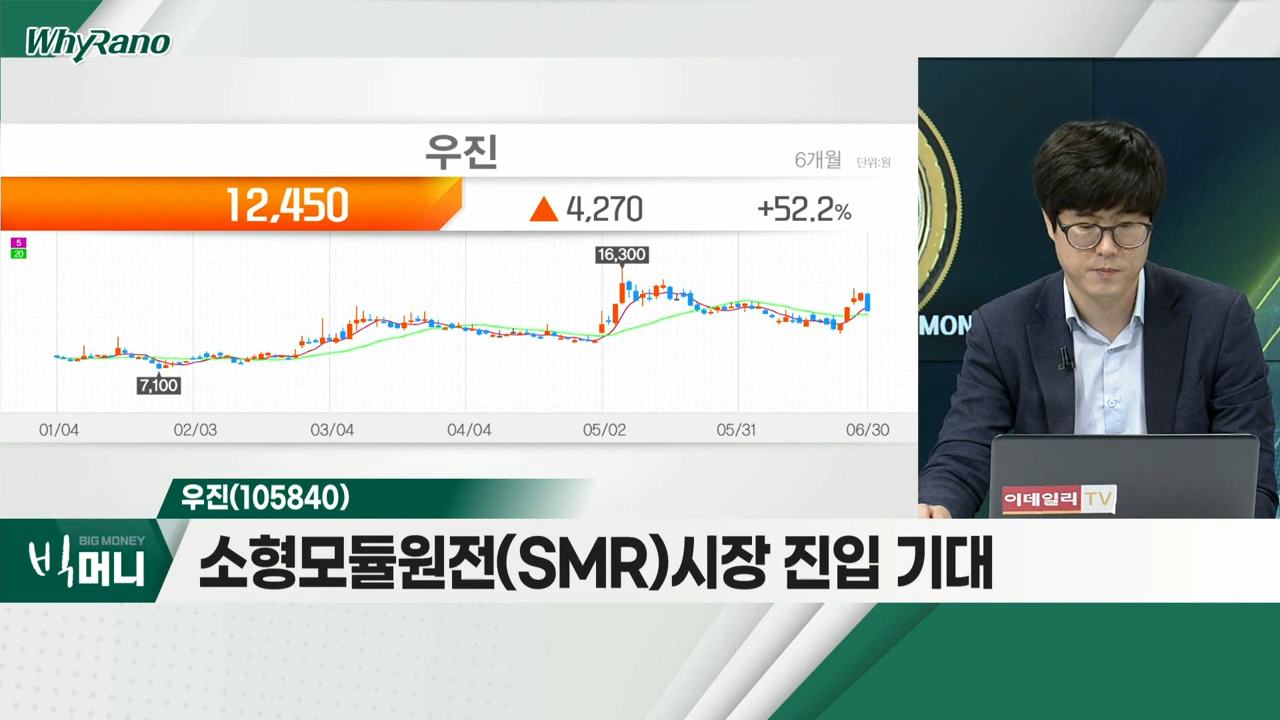 WhyRano
우진
6개월 단위:원
12,450 ▲ 4,270 +52.2%
5
20
16,300
7,100
01/04 02/03 03/04 04/04 05/02 05/31 06/30
MON
이데일리 TV
우진(105840)
BIG MONEY
빅머니
소형모듈원전(SMR)시장 진입 기대